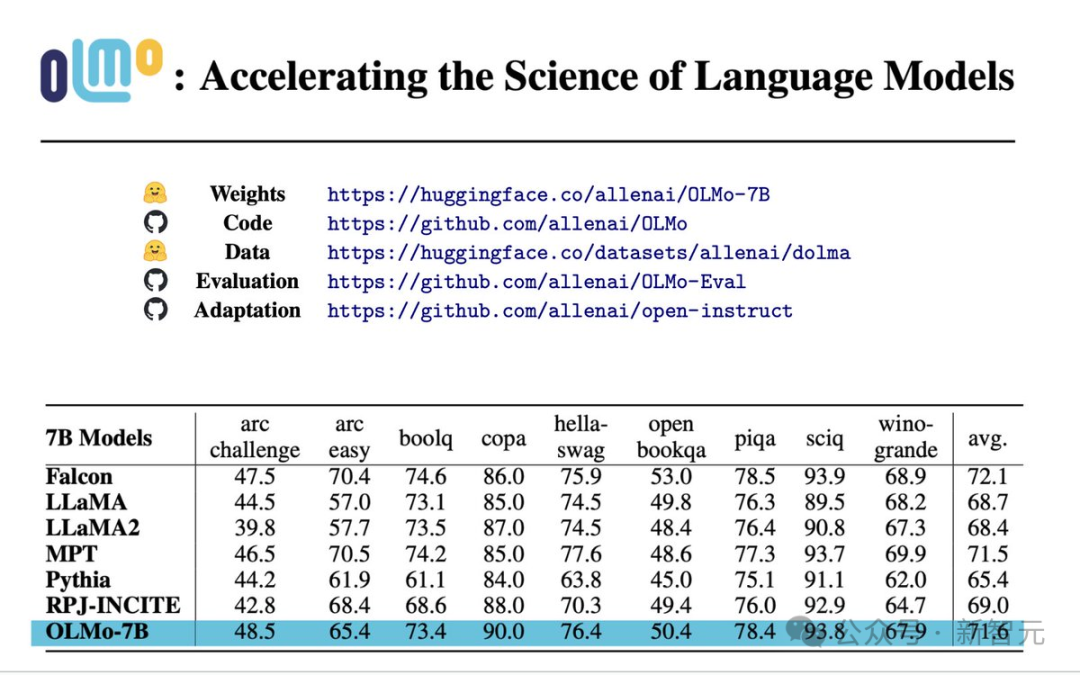 OLMo : Accelerating the Science of Language Models
Weights https://huggingface.co/allenai/OLMo-7B
Code https://github.com/allenai/OLMo
Data https://huggingface.co/datasets/allenai/dolma
Evaluation https://github.com/allenai/OLMo-Eval
Adaptation https://github.com/allenai/open-instruct
7B Models arc challenge arc easy boolq copa hella-swag open bookqa piqa sciq wino-grande avg.
Falcon 47.5 70.4 74.6 86.0 75.9 53.0 78.5 93.9 68.9 72.1
LLaMA 44.5 57.0 73.1 85.0 74.5 49.8 76.3 89.5 68.2 68.7
LLaMA2 39.8 57.7 73.5 87.0 74.5 48.4 76.4 90.8 67.3 68.4
MPT 46.5 70.5 74.2 85.0 77.6 48.6 77.3 93.7 69.9 71.5
Pythia 44.2 61.9 61.1 84.0 63.8 45.0 75.1 91.1 62.0 65.4
RPJ-INCITE 42.8 68.4 68.6 88.0 70.3 49.4 76.0 92.9 64.7 69.0
OLMo-7B 48.5 65.4 73.4 90.0 76.4 50.4 78.4 93.8 67.9 71.6
公众号 · 新智元